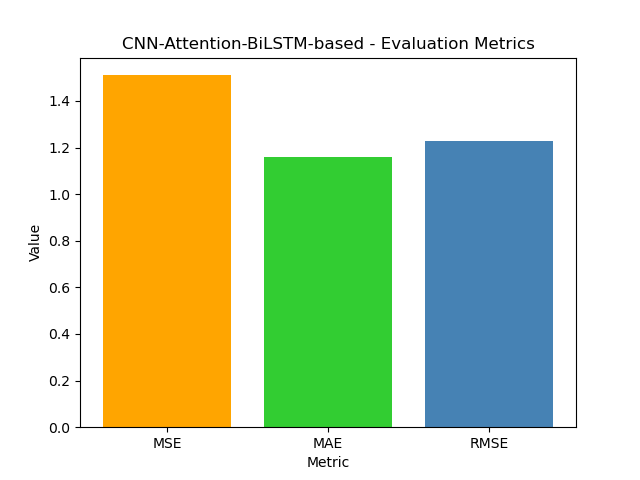 CNN-Attention-BiLSTM-based - Evaluation Metrics
1.4
1.2
1.0
0.8
0.6
0.4
0.2
0.0
Value
MSE MAE RMSE
Metric